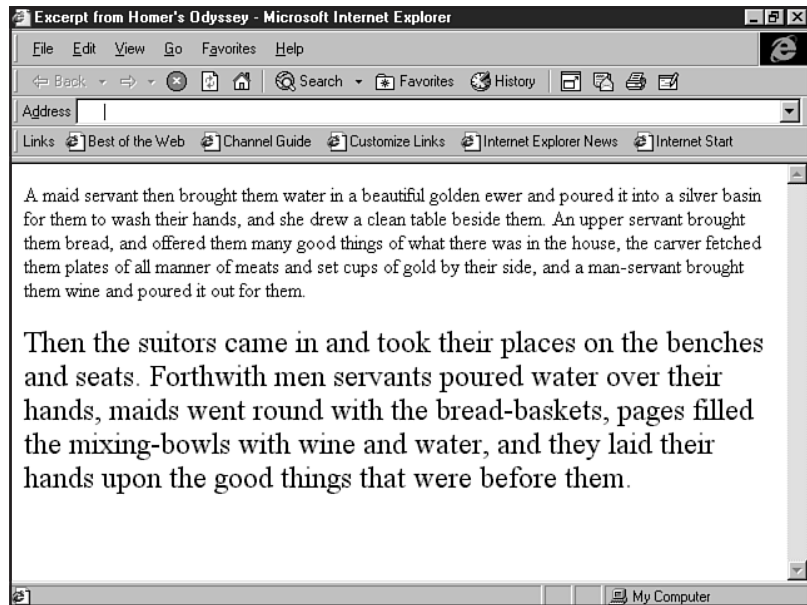 Excerpt from Homer's Odyssey - Microsoft Internet Explorer
File Edit View Go Favorites Help
Back Search Favorites History
Address
Links Best of the Web Channel Guide Customize Links Internet Explorer News Internet Start
A maid servant then brought them water in a beautiful golden ewer and poured it into a silver basin
for them to wash their hands, and she drew a clean table beside them. An upper servant brought
them bread, and offered them many good things of what there was in the house, the carver fetched
them plates of all manner of meats and set cups of gold by their side, and a man-servant brought
them wine and poured it out for them.
Then the suitors came in and took their places on the benches
and seats. Forthwith men servants poured water over their
hands, maids went round with the bread-baskets, pages filled
the mixing-bowls with wine and water, and they laid their
hands upon the good things that were before them.
My Computer